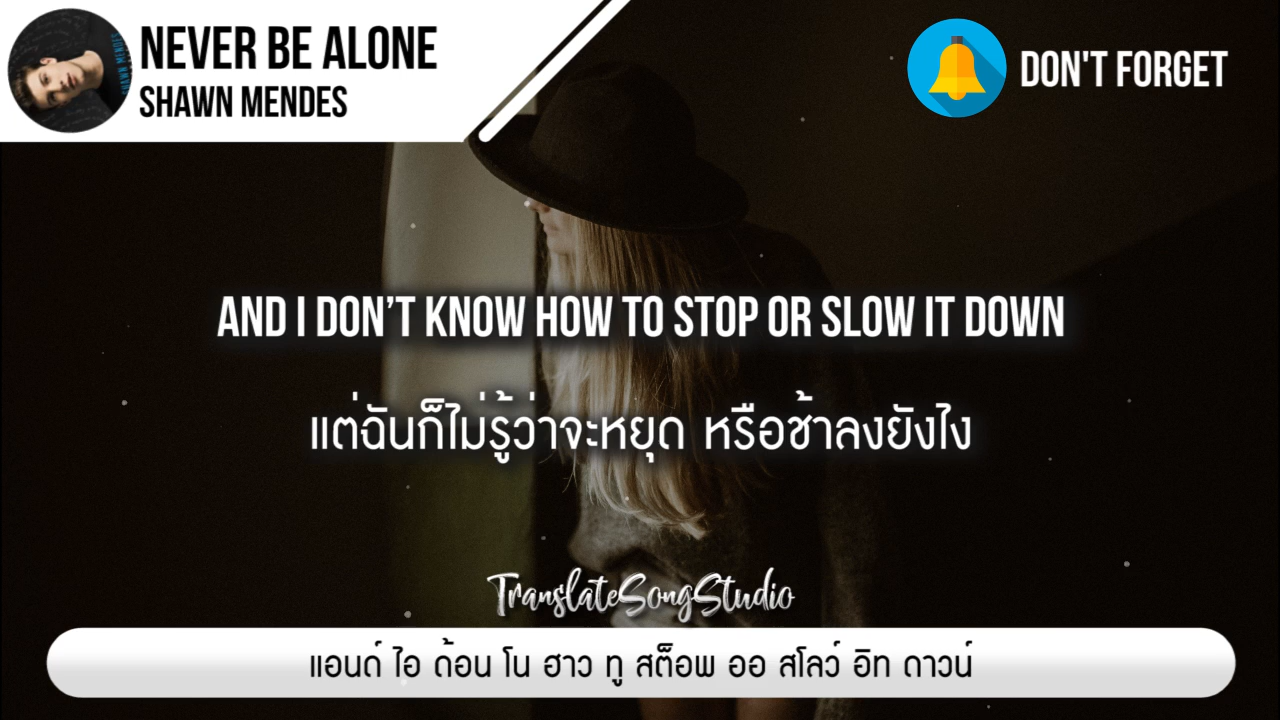 NEVER BE ALONE
SHAWN MENDES
DON'T FORGET
AND I DON'T KNOW HOW TO STOP OR SLOW IT DOWN
แต่ฉันก็ไม่รู้ว่าจะหยุด หรือช้าลงยังไง
TranslateSongStudio
แอนด์ ไอ ด้อน โน ฮาว ทู สต็อพ ออ สโลว์ อิท ดาวน์